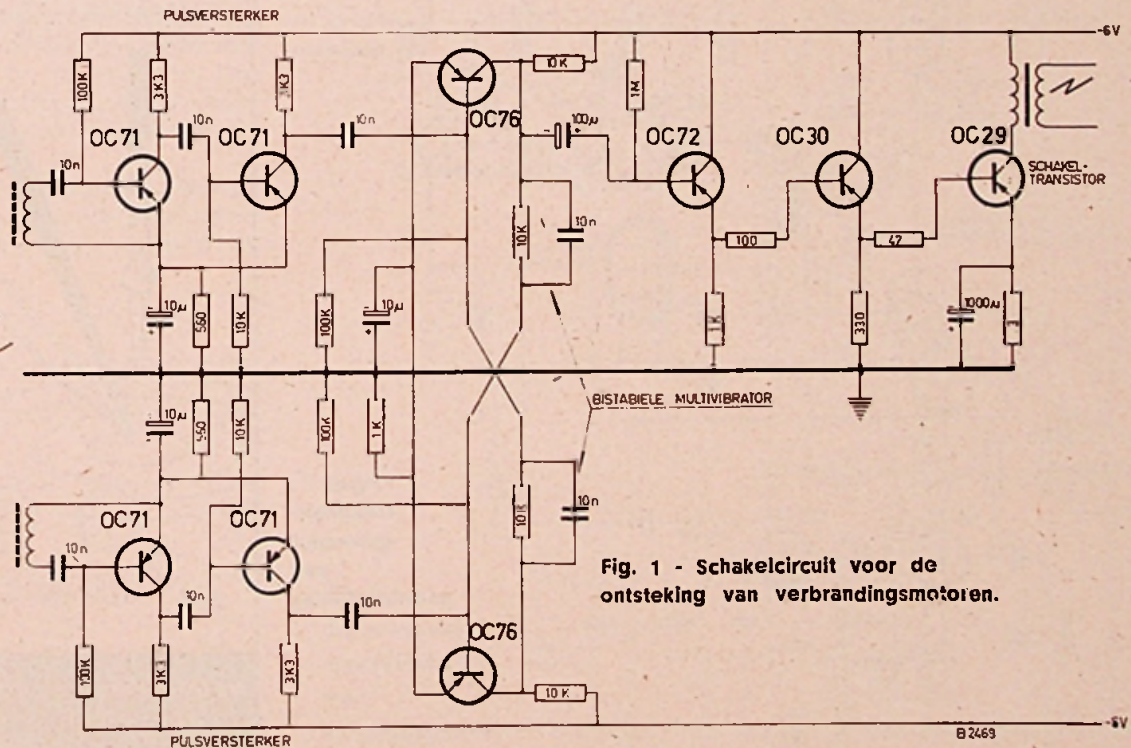 PULSVERSTERKER
-6V
100K
3K3
3K3
10n
OC71
OC71
10n
10n
OC76
10K
100µ
- +
1M
OC72
OC30
OC29
SCHAKEL-
TRANSISTOR
10n
10K
100
47
10µ
+
560
10K
100K
10µ
+
1K
330
1000µ
+
BISTABIELE MULTIVIBRATOR
10µ
+
560
10K
100K
1K
10K
10n
OC71
OC71
10n
10n
10n
OC76
100K
3K3
3K3
10K
-6V
PULSVERSTERKER
B2469
Fig. 1 - Schakelcircuit voor de
ontsteking van verbrandingsmotoren.